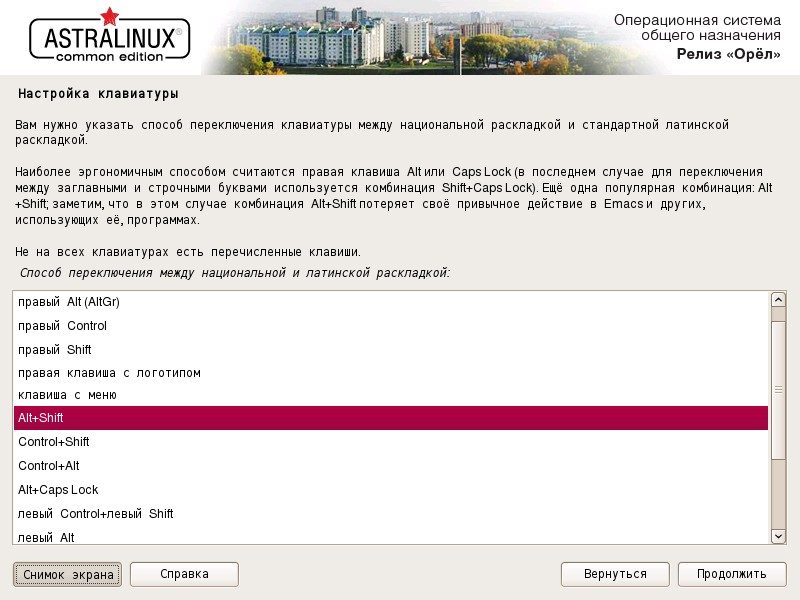 ASTRALINUX®
common edition
Операционная система
общего назначения
Релиз «Орёл»
Настройка клавиатуры
Вам нужно указать способ переключения клавиатуры между национальной раскладкой и стандартной латинской
раскладкой.
Наиболее эргономичным способом считаются правая клавиша Alt или Caps Lock (в последнем случае для переключения
между заглавными и строчными буквами используется комбинация Shift+Caps Lock). Ещё одна популярная комбинация: Alt
+Shift; заметим, что в этом случае комбинация Alt+Shift потеряет своё привычное действие в Emacs и других,
использующих её, программах.
Не на всех клавиатурах есть перечисленные клавиши.
Способ переключения между национальной и латинской раскладкой:
правый Alt (AltGr)
правый Control
правый Shift
правая клавиша с логотипом
клавиша с меню
Alt+Shift
Control+Shift
Control+Alt
Alt+Caps Lock
левый Control+левый Shift
левый Alt
Снимок экрана
Справка
Вернуться
Продолжить